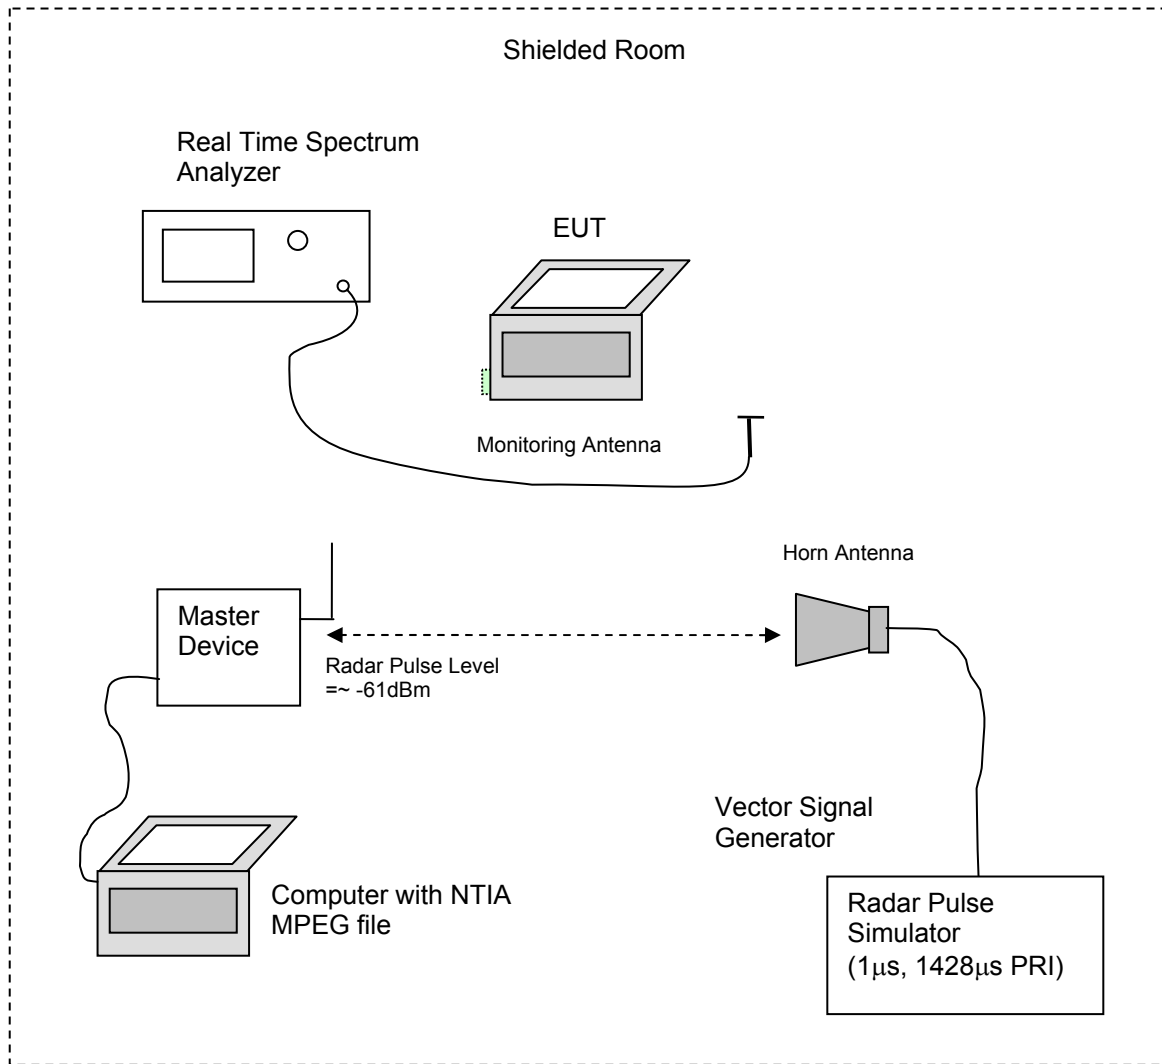 Shielded Room
Real Time Spectrum
Analyzer
EUT
Monitoring Antenna
Horn Antenna
Master
Device
Radar Pulse Level
=~ -61dBm
Vector Signal
Generator
Computer with NTIA
MPEG file
Radar Pulse
Simulator
(1μs, 1428μs PRI)